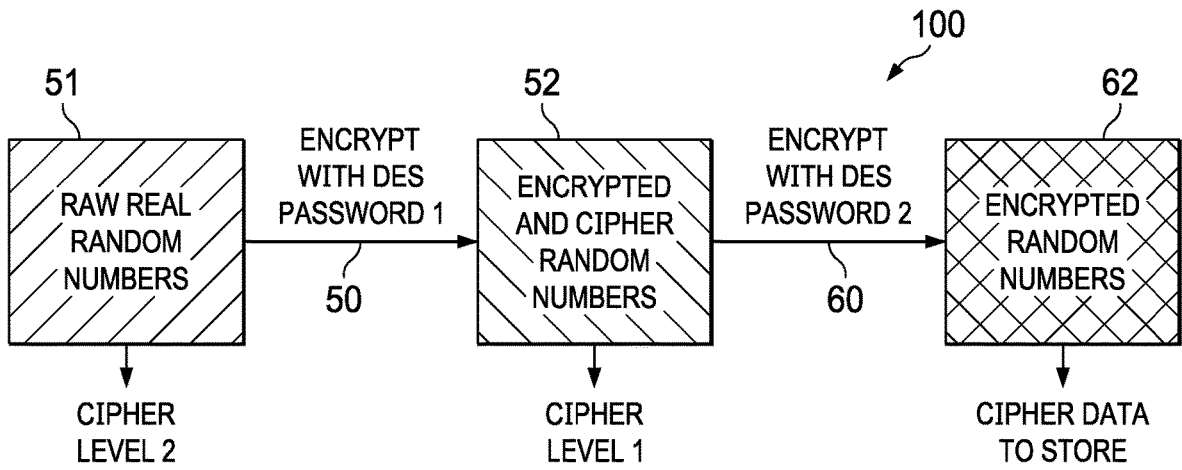 100
51
ENCRYPT
WITH DES
PASSWORD 1
52
ENCRYPT
WITH DES
PASSWORD 2
62
RAW REAL
RANDOM
NUMBERS
50
ENCRYPTED
AND CIPHER
RANDOM
NUMBERS
60
ENCRYPTED
RANDOM
NUMBERS
CIPHER
LEVEL 2
CIPHER
LEVEL 1
CIPHER DATA
TO STORE